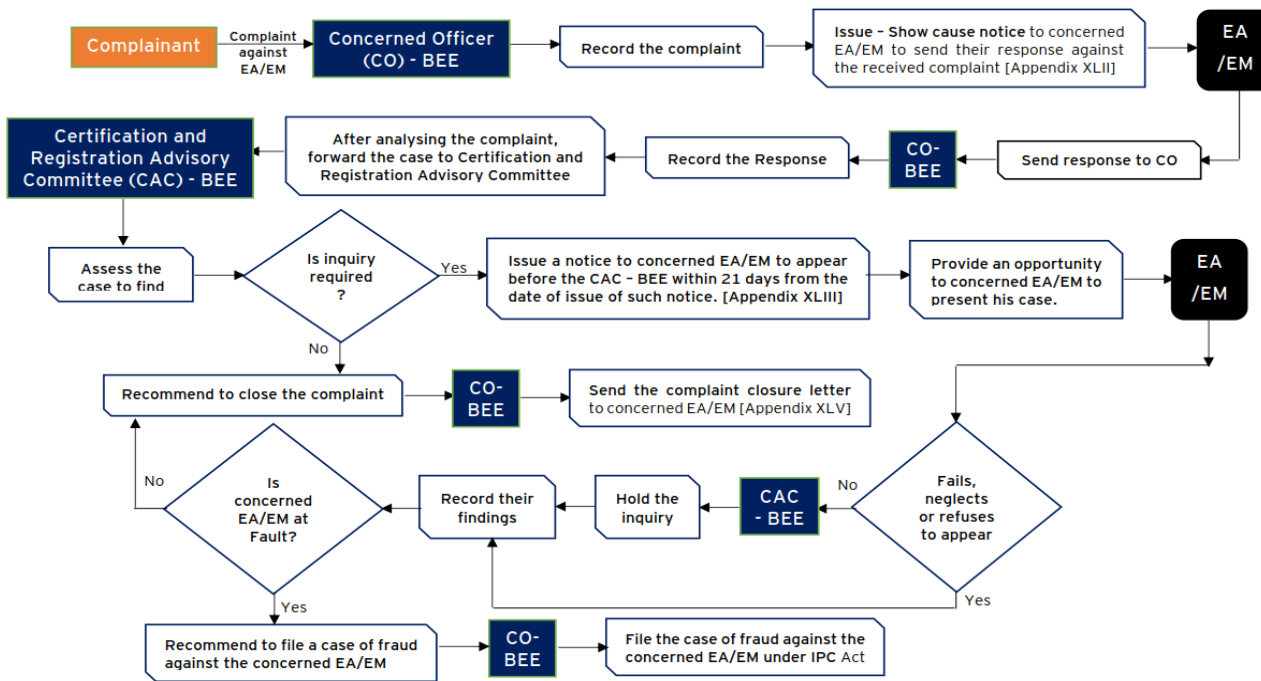 Complainant
Complaint
against
EA/EM
Concerned Officer
(CO) - BEE
Record the complaint
Issue – Show cause notice to concerned
EA/EM to send their response against
the received complaint [Appendix XLII]
EA
/EM
Certification and
Registration Advisory
Committee (CAC) - BEE
After analysing the complaint,
forward the case to Certification and
Registration Advisory Committee
Record the Response
CO-
BEE
Send response to CO
Assess the
case to find
Is inquiry
required
?
Yes
Issue a notice to concerned EA/EM to appear
before the CAC – BEE within 21 days from the
date of issue of such notice. [Appendix XLIII]
Provide an opportunity
to concerned EA/EM to
present his case.
EA
/EM
No
Recommend to close the complaint
CO-
BEE
Send the complaint closure letter
to concerned EA/EM [Appendix XLV]
No
Is
concerned
EA/EM at
Fault?
Record their
findings
Hold the
inquiry
CAC
- BEE
No
Fails,
neglects
or refuses
to appear
Yes
Yes
Recommend to file a case of fraud
against the concerned EA/EM
CO-
BEE
File the case of fraud against the
concerned EA/EM under IPC Act